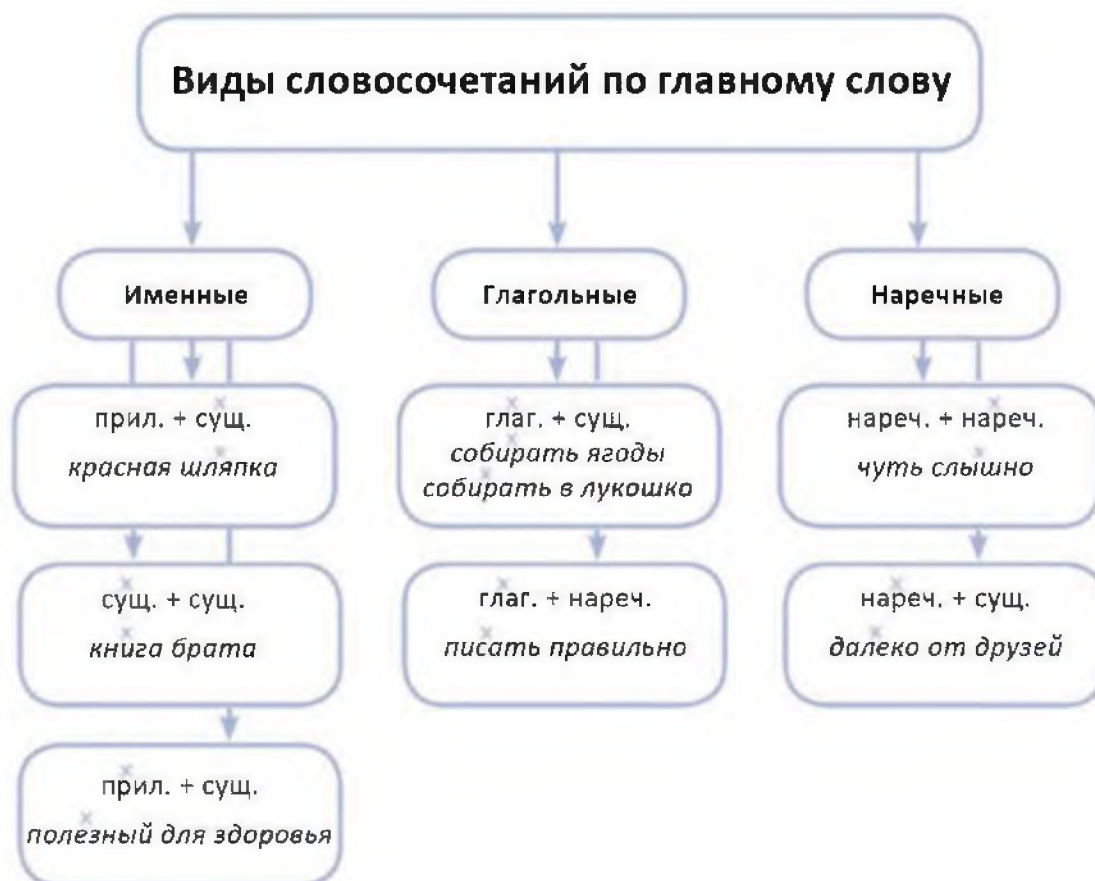 Виды словосочетаний по главному слову
Именные
прил. + сущ.
красная шляпка
сущ. + сущ.
книга брата
прил. + сущ.
полезный для здоровья
Глагольные
глаг. + сущ.
собирать ягоды
собирать в лукошко
глаг. + нареч.
писать правильно
Наречные
нареч. + нареч.
чуть слышно
нареч. + сущ.
далеко от друзей